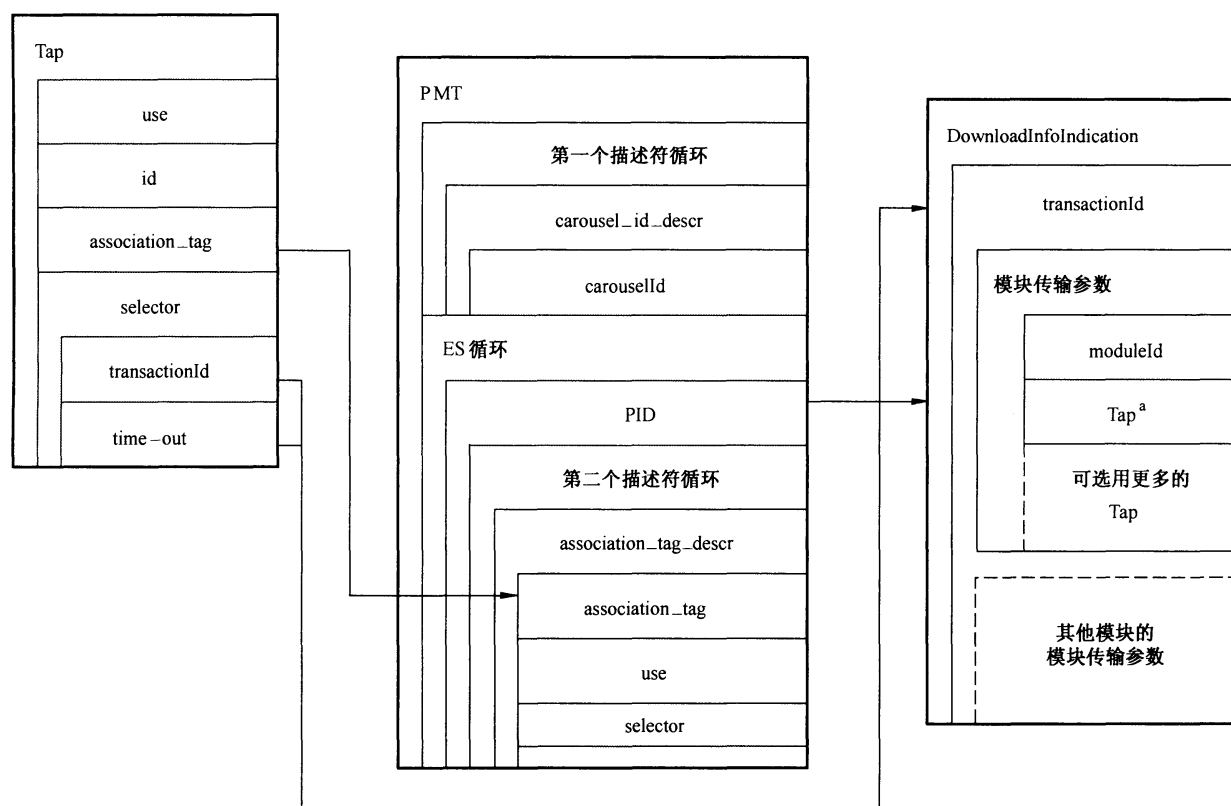 Tap
use
id
association_tag
selector
transactionId
time-out
PMT
第一个描述符循环
carousel_id_descr
carouselId
ES循环
PID
第二个描述符循环
association_tag_descr
association_tag
use
selector
DownloadInfoIndication
transactionId
模块传输参数
moduleId
Tap a
可选用更多的
Tap
其他模块的
模块传输参数